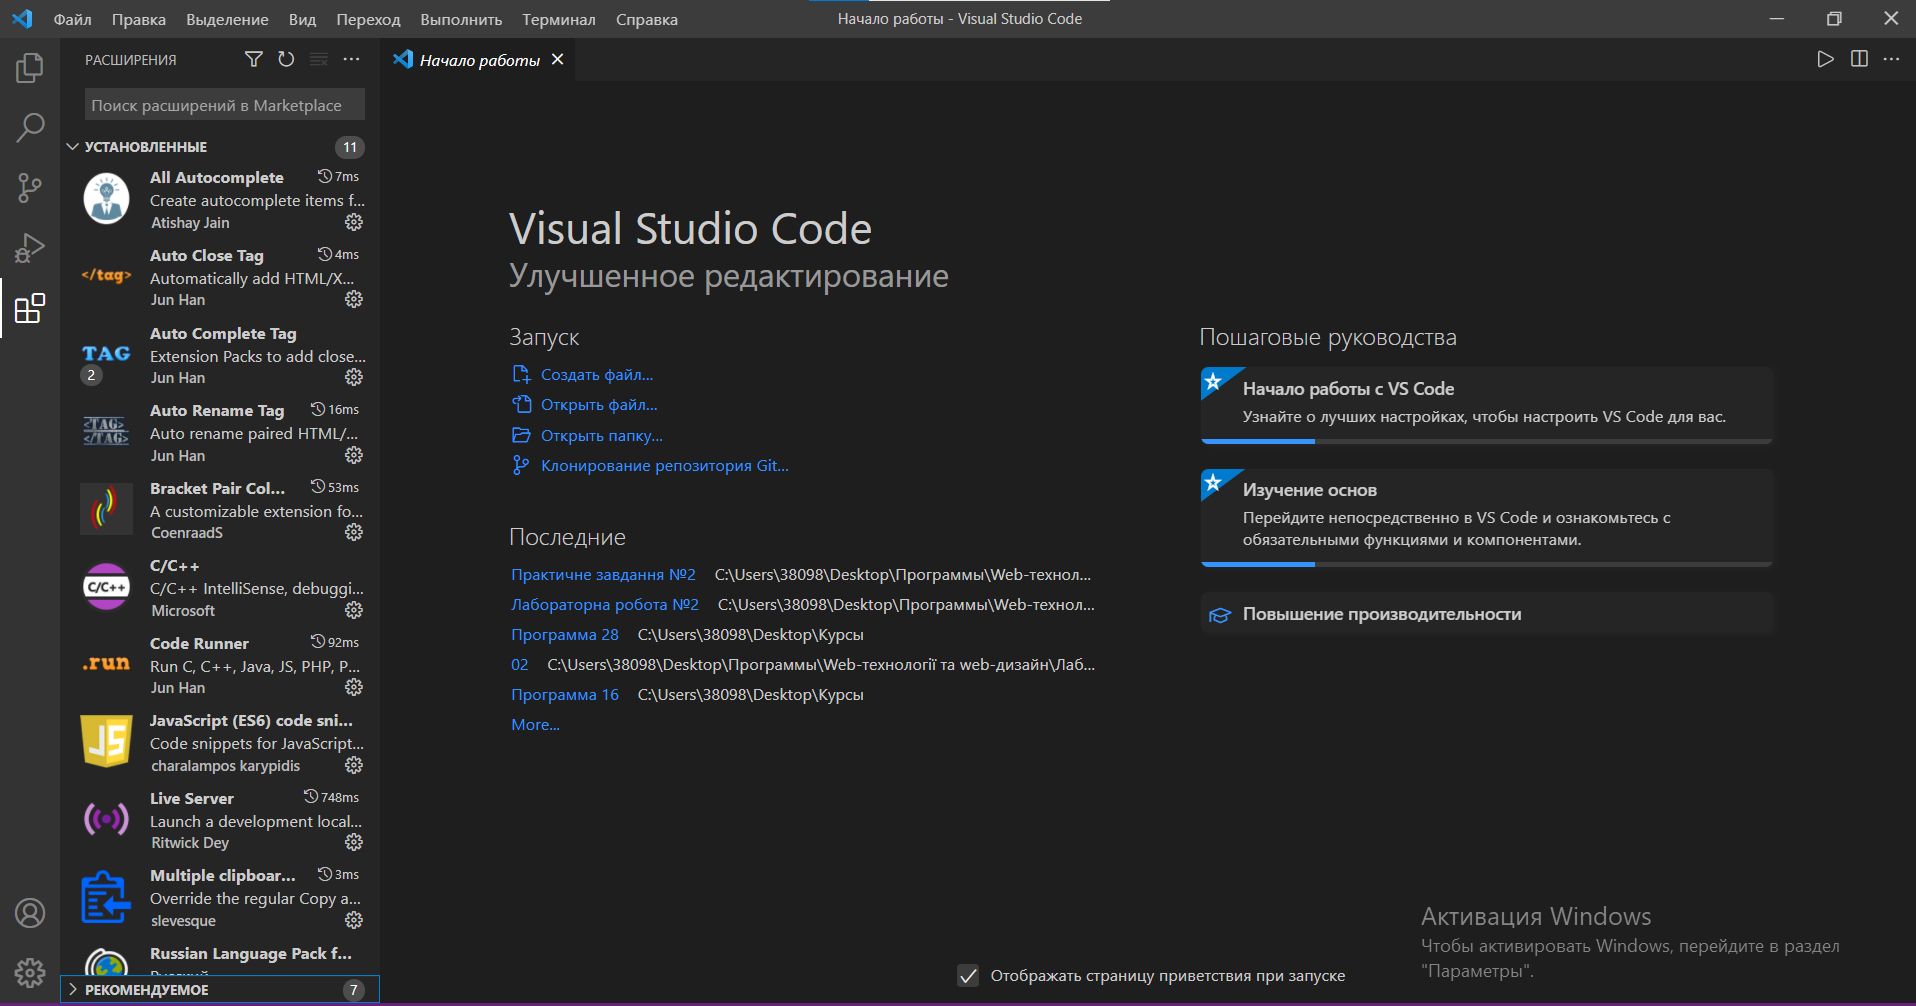 Файл Правка Выделение Вид Переход Выполнить Терминал Справка
Начало работы - Visual Studio Code
РАСШИРЕНИЯ
Поиск расширений в Marketplace
УСТАНОВЛЕННЫЕ 11
All Autocomplete 7ms
Create autocomplete items f...
Atishay Jain
</tag>
Auto Close Tag 4ms
Automatically add HTML/X...
Jun Han
TAG
2
Auto Complete Tag
Extension Packs to add close...
Jun Han
<TAG>
</TAG>
Auto Rename Tag 16ms
Auto rename paired HTML/...
Jun Han
Bracket Pair Col... 53ms
A customizable extension fo...
CoenraadS
C/C++
C/C++
C/C++ IntelliSense, debuggi...
Microsoft
.run
Code Runner 92ms
Run C, C++, Java, JS, PHP, P...
Jun Han
JS
JavaScript (ES6) code sni...
Code snippets for JavaScript...
charalampos karypidis
Live Server 748ms
Launch a development local...
Ritwick Dey
Multiple clipboar... 3ms
Override the regular Copy a...
slevesque
Russian Language Pack f...
Русский
РЕКОМЕНДУЕМОЕ 7
Начало работы
Visual Studio Code
Улучшенное редактирование
Запуск
Создать файл...
Открыть файл...
Открыть папку...
Клонирование репозитория Git...
Последние
Практичне завдання №2 C:\Users\38098\Desktop\Программы\Web-технол...
Лабораторна робота №2 C:\Users\38098\Desktop\Программы\Web-технол...
Программа 28 C:\Users\38098\Desktop\Курсы
02 C:\Users\38098\Desktop\Программы\Web-технології та web-дизайн\Лаб...
Программа 16 C:\Users\38098\Desktop\Курсы
More...
Пошаговые руководства
Начало работы с VS Code
Узнайте о лучших настройках, чтобы настроить VS Code для вас.
Изучение основ
Перейдите непосредственно в VS Code и ознакомьтесь с
обязательными функциями и компонентами.
Повышение производительности
Активация Windows
Чтобы активировать Windows, перейдите в раздел
"Параметры".
Отображать страницу приветствия при запуске